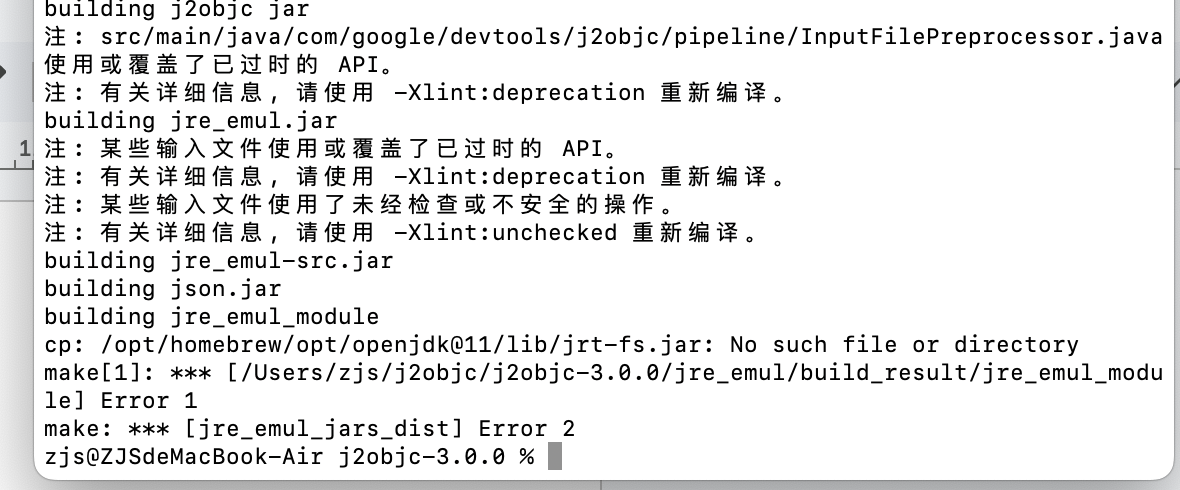 building j2objc jar
注: src/main/java/com/google/devtools/j2objc/pipeline/InputFilePreprocessor.java
使用或覆盖了已过时的 API。
注: 有关详细信息, 请使用 -Xlint:deprecation 重新编译。
building jre_emul.jar
注: 某些输入文件使用或覆盖了已过时的 API。
注: 有关详细信息, 请使用 -Xlint:deprecation 重新编译。
注: 某些输入文件使用了未经检查或不安全的操作。
注: 有关详细信息, 请使用 -Xlint:unchecked 重新编译。
building jre_emul-src.jar
building json.jar
building jre_emul_module
cp: /opt/homebrew/opt/openjdk@11/lib/jrt-fs.jar: No such file or directory
make[1]: *** [/Users/zjs/j2objc/j2objc-3.0.0/jre_emul/build_result/jre_emul_modu
le] Error 1
make: *** [jre_emul_jars_dist] Error 2
zjs@ZJSdeMacBook-Air j2objc-3.0.0 %
1